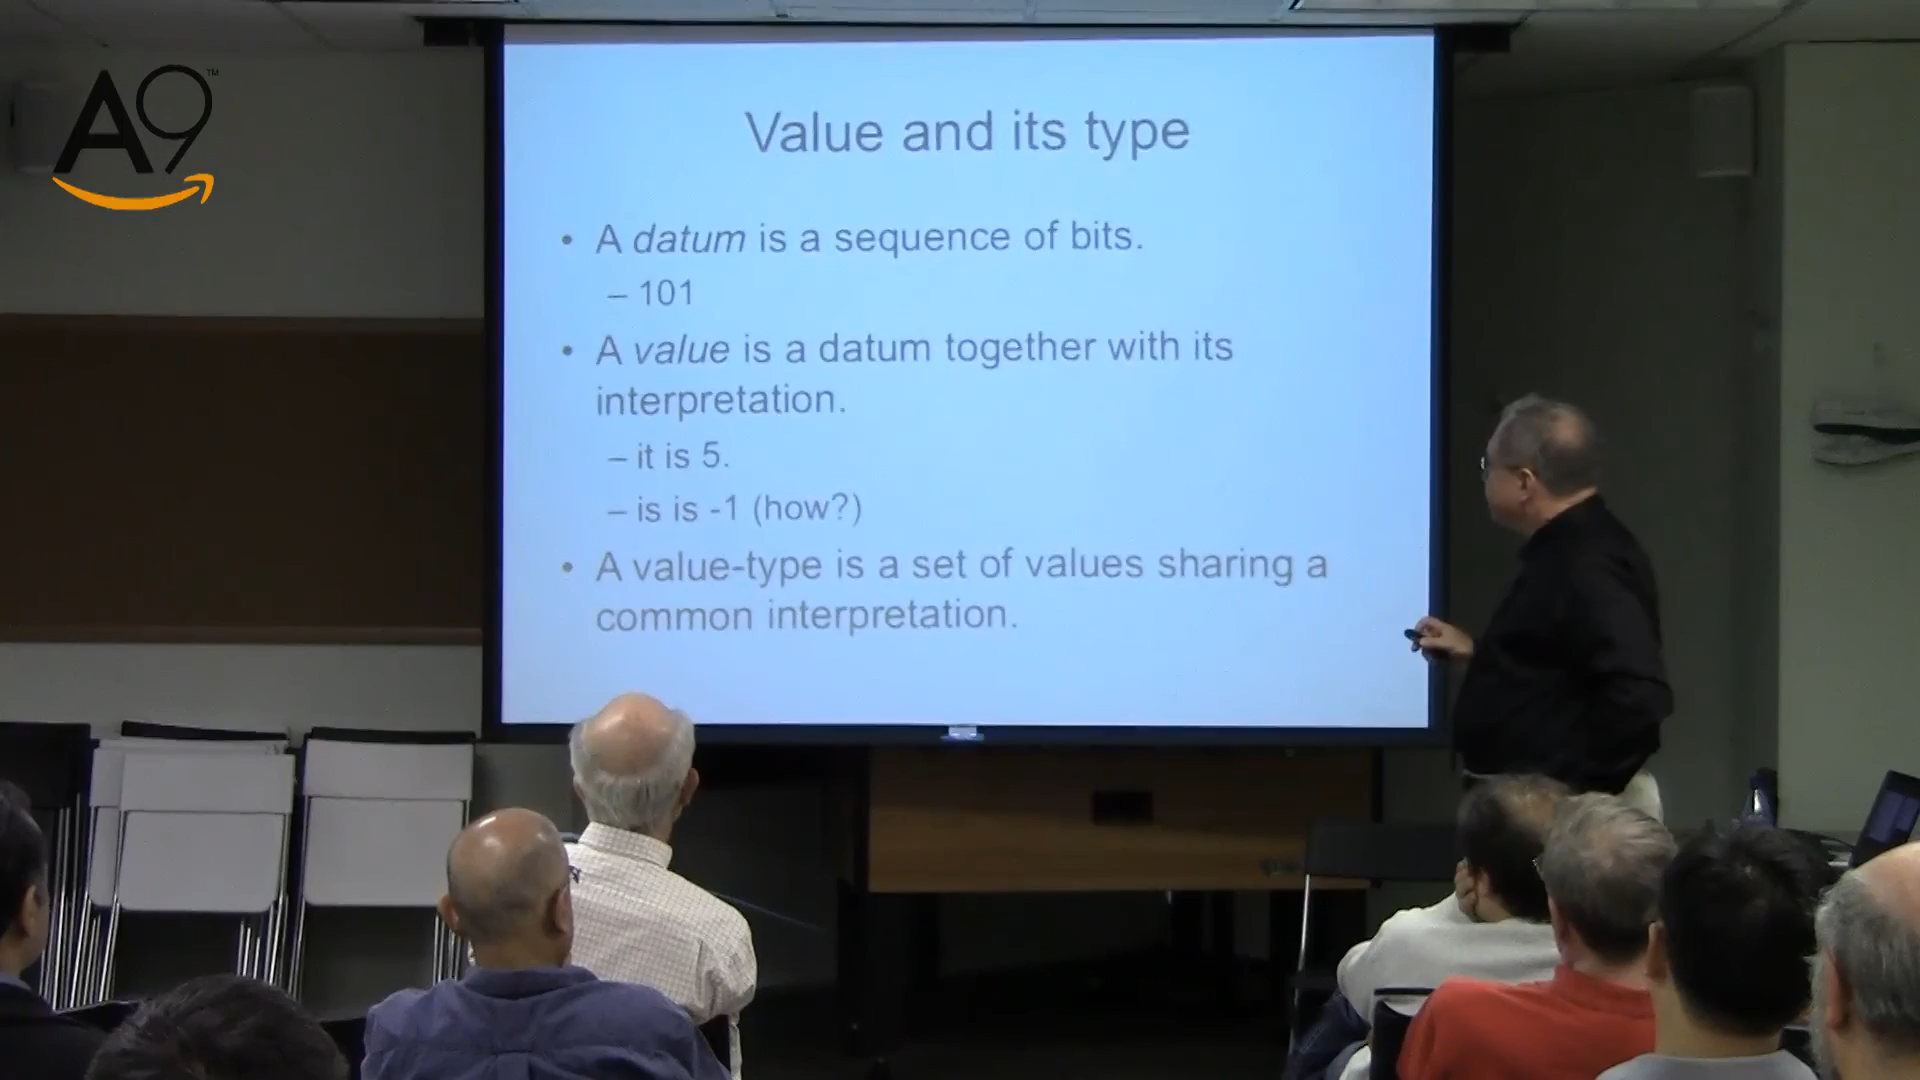 A9™
Value and its type
• A datum is a sequence of bits.
– 101
• A value is a datum together with its
interpretation.
– it is 5.
– is is -1 (how?)
• A value-type is a set of values sharing a
common interpretation.